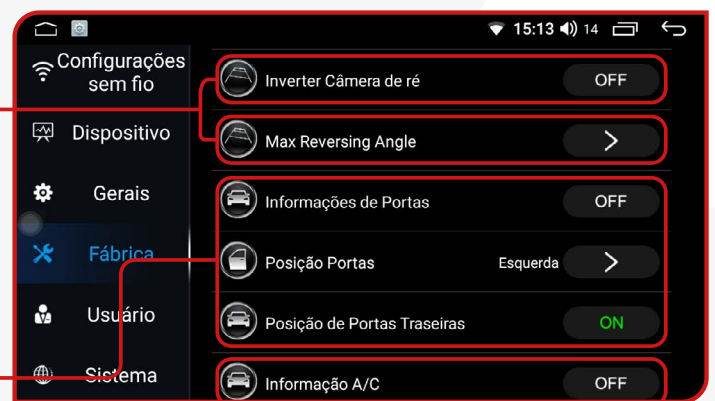 15:13 14
Configurações
sem fio
Dispositivo
Gerais
Fábrica
Usuário
Sistema
Inverter Câmera de ré OFF
Max Reversing Angle
Informações de Portas OFF
Posição Portas Esquerda
Posição de Portas Traseiras ON
Informação A/C OFF